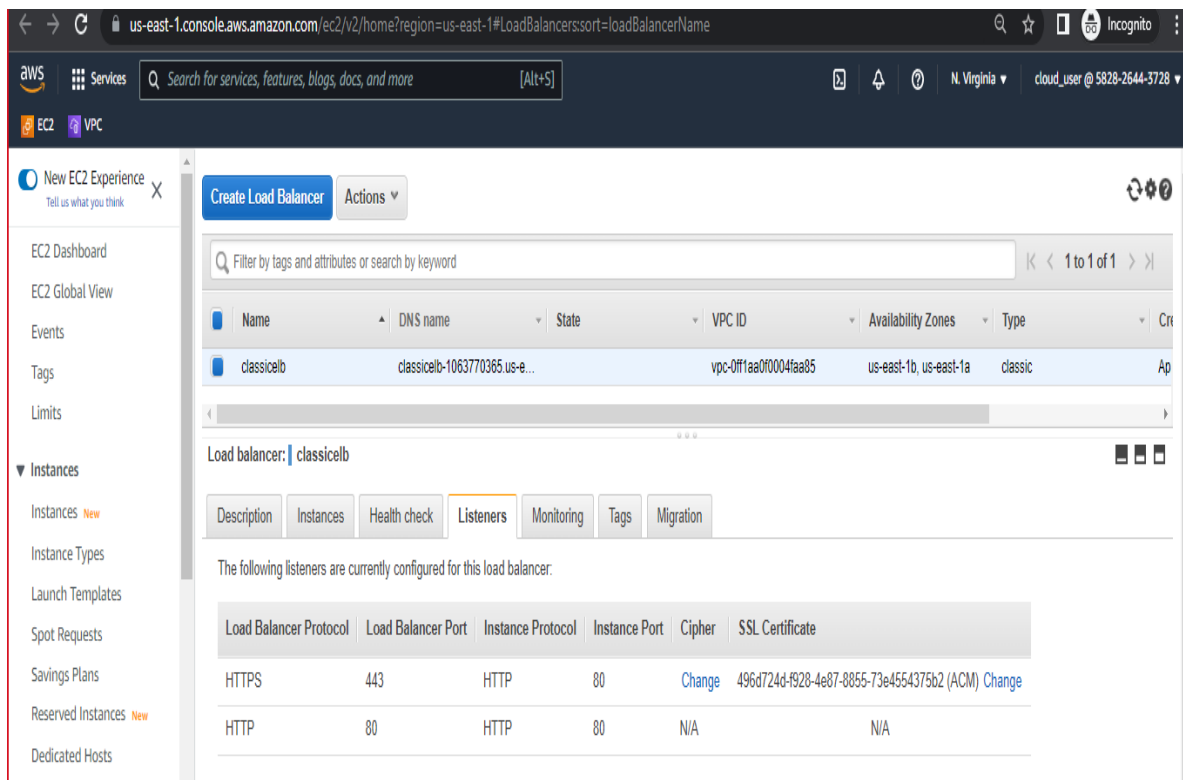 us-east-1.console.aws.amazon.com/ec2/v2/home?region=us-east-1#LoadBalancers:sort=loadBalancerName Incognito
aws Services Search for services, features, blogs, docs, and more [Alt+S] N. Virginia cloud_user @ 5828-2644-3728
EC2 VPC
New EC2 Experience
Tell us what you think
EC2 Dashboard
EC2 Global View
Events
Tags
Limits
Instances
Instances New
Instance Types
Launch Templates
Spot Requests
Savings Plans
Reserved Instances New
Dedicated Hosts
Create Load Balancer Actions
Filter by tags and attributes or search by keyword 1 to 1 of 1
Name DNS name State VPC ID Availability Zones Type Cre
classicelb classicelb-1063770365.us-e... vpc-0ff1aa0f0004faa85 us-east-1b, us-east-1a classic Ap
Load balancer: classicelb
Description Instances Health check Listeners Monitoring Tags Migration
The following listeners are currently configured for this load balancer:
Load Balancer Protocol Load Balancer Port Instance Protocol Instance Port Cipher SSL Certificate
HTTPS 443 HTTP 80 Change 496d724d-f928-4e87-8855-73e4554375b2 (ACM) Change
HTTP 80 HTTP 80 N/A N/A